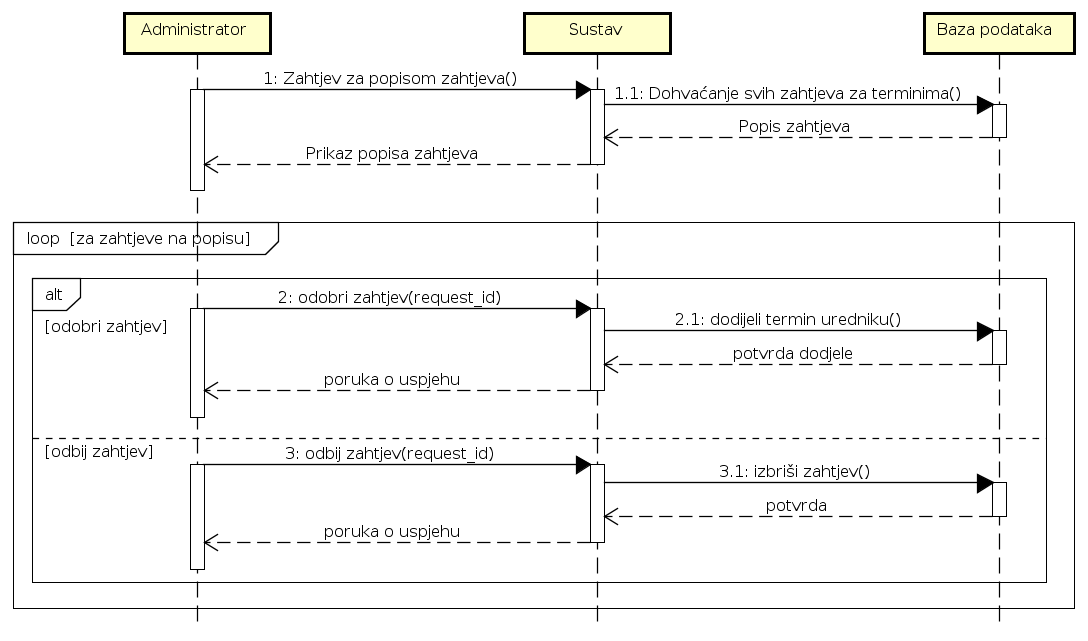 Administrator
Sustav
Baza podataka
1: Zahtjev za popisom zahtjeva()
1.1: Dohvaćanje svih zahtjeva za terminima()
Popis zahtjeva
Prikaz popisa zahtjeva
loop [za zahtjeve na popisu]
alt
2: odobri zahtjev(request_id)
[odobri zahtjev]
2.1: dodijeli termin uredniku()
potvrda dodjele
poruka o uspjehu
[odbij zahtjev]
3: odbij zahtjev(request_id)
3.1: izbriši zahtjev()
potvrda
poruka o uspjehu